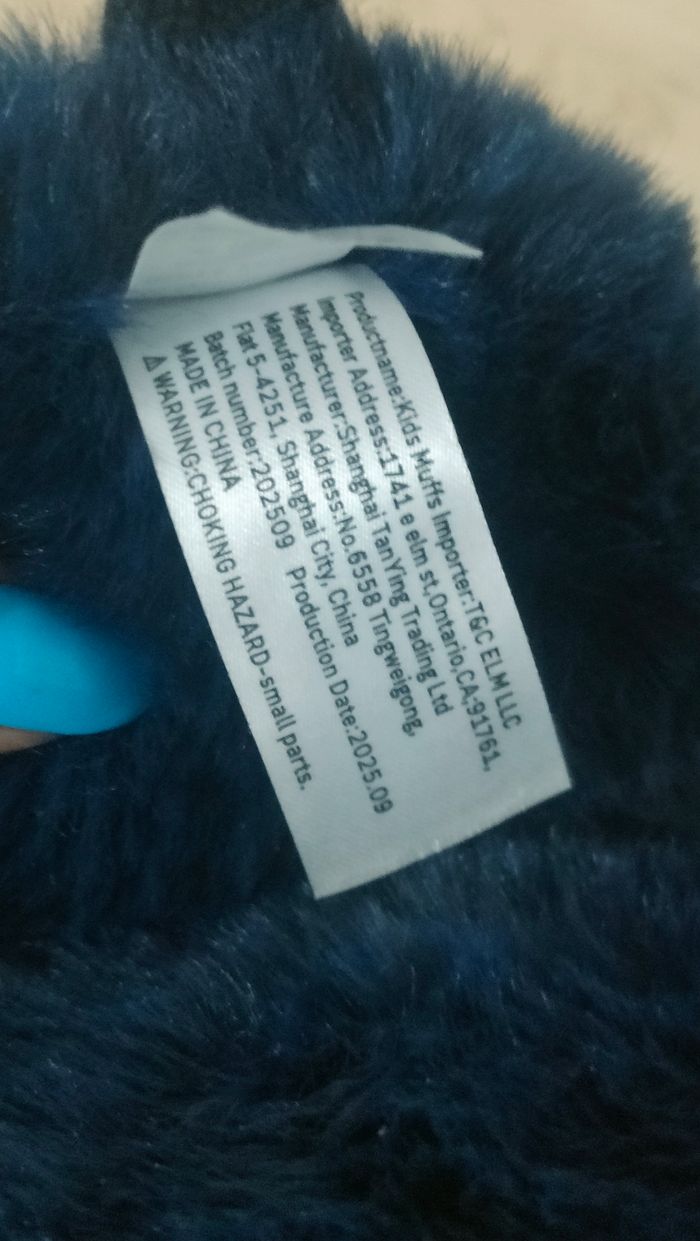 Productname:Kids Muffs Importer:T&C ELM LLC
Importer Address:1741 e elm st,Ontario,CA,91761,
Manufacturer:Shanghai TanYing Trading Ltd
Manufacture Address:No.6558 Tingweigong,
Flat 5-4251, Shanghai City, China
Batch number:202509 Production Date:2025.09
MADE IN CHINA
⚠ WARNING:CHOKING HAZARD-small parts.